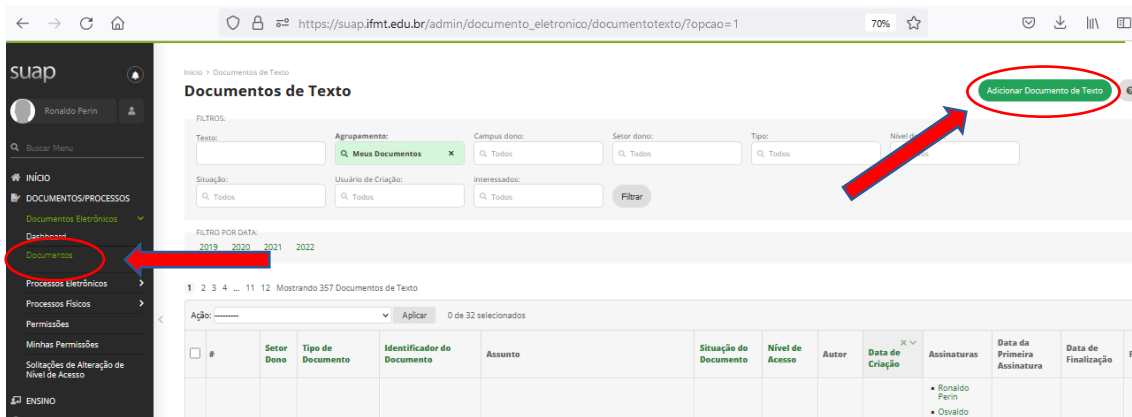 https://suap.ifmt.edu.br/admin/documento_eletronico/documentotexto/?opcao=1
70%
suap
Ronaldo Perin
Buscar Menu
INÍCIO
DOCUMENTOS/PROCESSOS
Documentos Eletrônicos
Dashboard
Documentos
Processos Eletrônicos
Processos Físicos
Permissões
Minhas Permissões
Solitações de Alteração de
Nível de Acesso
ENSINO
Início > Documentos de Texto
Documentos de Texto
Adicionar Documento de Texto
FILTROS:
Texto: Agrupamento: Campus dono: Setor dono: Tipo: Nível
Meus Documentos x Todos Todos Todos
Situação: Usuário de Criação: Interessados:
Todos Todos Todos Filtrar
FILTRO POR DATA:
2019 2020 2021 2022
1 2 3 4 ... 11 12 Mostrando 357 Documentos de Texto
Ação: --------- Aplicar 0 de 32 selecionados
# Setor Dono Tipo de Documento Identificador do Documento Assunto Situação do Documento Nível de Acesso Autor Data de Criação Assinaturas Data da Primeira Assinatura Data de Finalização
• Ronaldo
Perin
• Osvaldo